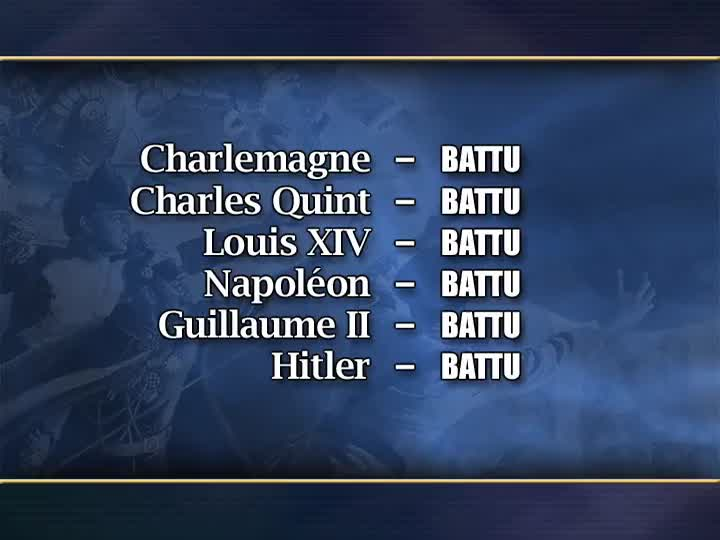 Charlemagne – BATTU
Charles Quint – BATTU
Louis XIV – BATTU
Napoléon – BATTU
Guillaume II – BATTU
Hitler – BATTU